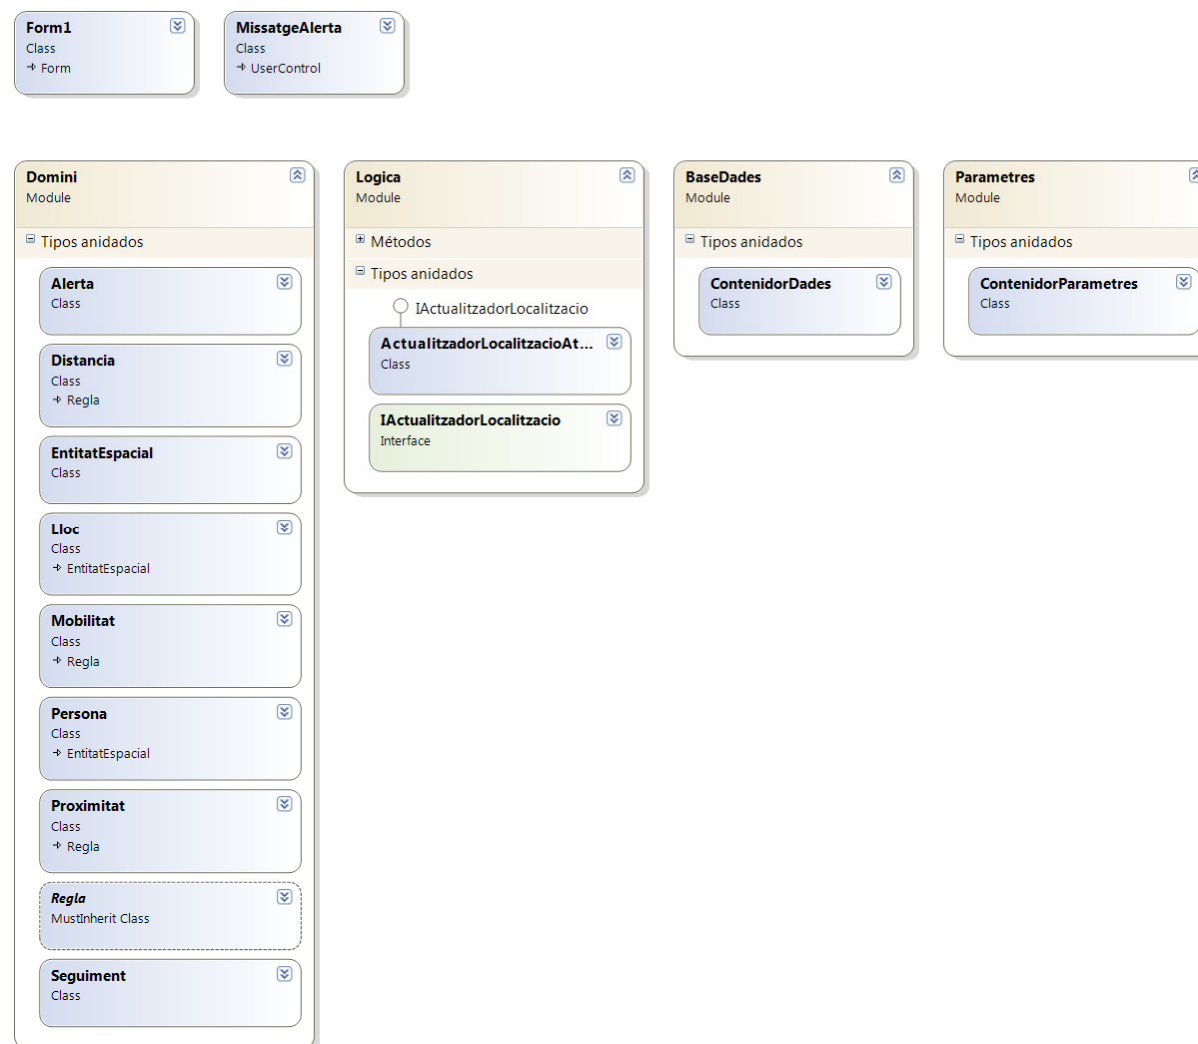 Form1
Class
Form
MissatgeAlerta
Class
UserControl
Domini
Module
Tipos anidados
Alerta
Class
Distancia
Class
Regla
EntitatEspacial
Class
Lloc
Class
EntitatEspacial
Mobilitat
Class
Regla
Persona
Class
EntitatEspacial
Proximitat
Class
Regla
Regla
MustInherit Class
Seguiment
Class
Logica
Module
Métodos
Tipos anidados
IActualitzadorLocalitzacio
ActualitzadorLocalitzacioAt...
Class
IActualitzadorLocalitzacio
Interface
BaseDades
Module
Tipos anidados
ContenidorDades
Class
Parametres
Module
Tipos anidados
ContenidorParametres
Class